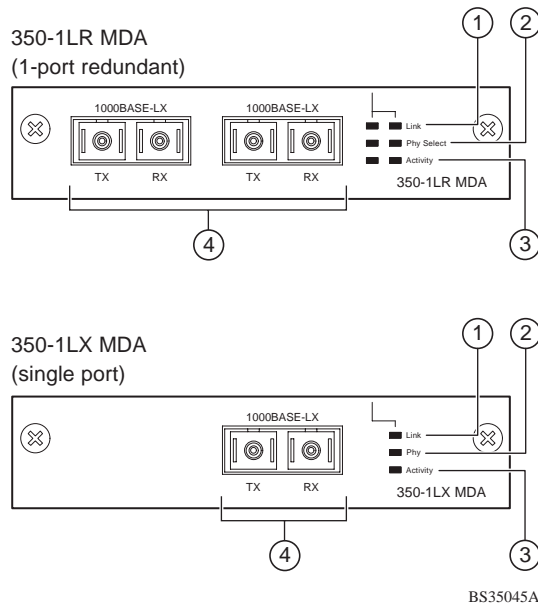 350-1LR MDA
(1-port redundant)
1 2
1000BASE-LX 1000BASE-LX
Link
Phy Select
Activity
TX RX TX RX
350-1LR MDA
4 3
350-1LX MDA
(single port)
1 2
1000BASE-LX
Link
Phy
Activity
TX RX
350-1LX MDA
4 3
BS35045A